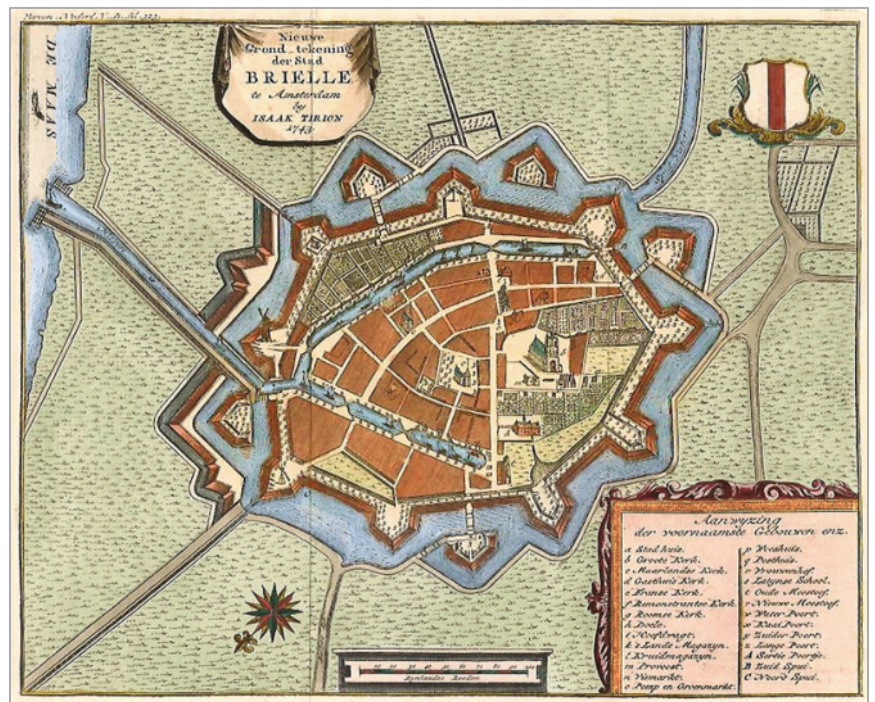 DE MAAS
Nieuwe
Grond tekening
der Stad
BRIELLE
te Amsterdam
by
ISAAK TIRION
1743
Aanwyzing
der voornaamste Gebouwen enz.
a Stad huis.
b Groote Kerk.
c Maarlandse Kerk.
d Gasthuis Kerk.
e Franse Kerk.
f Remonstrantse Kerk.
g Roomse Kerk.
h Doele.
i Hoofdwagt.
k 's Lands Magazyn.
l Kruidmagazyn.
m Provoost.
n Vismarkt.
o Pomp en Groenmarkt.
p Weeshuis.
q Posthuis.
r Vrouwenhof.
s Latynse School.
t Oude Meestoof.
v Nieuwe Meestoof.
w Water Poort.
x Kaai Poort.
y Zuider Poort.
z Lange Poort.
A Sortie Poortje.
B Zuid Spui.
C Noord Spui.
Rynlandse Roeden